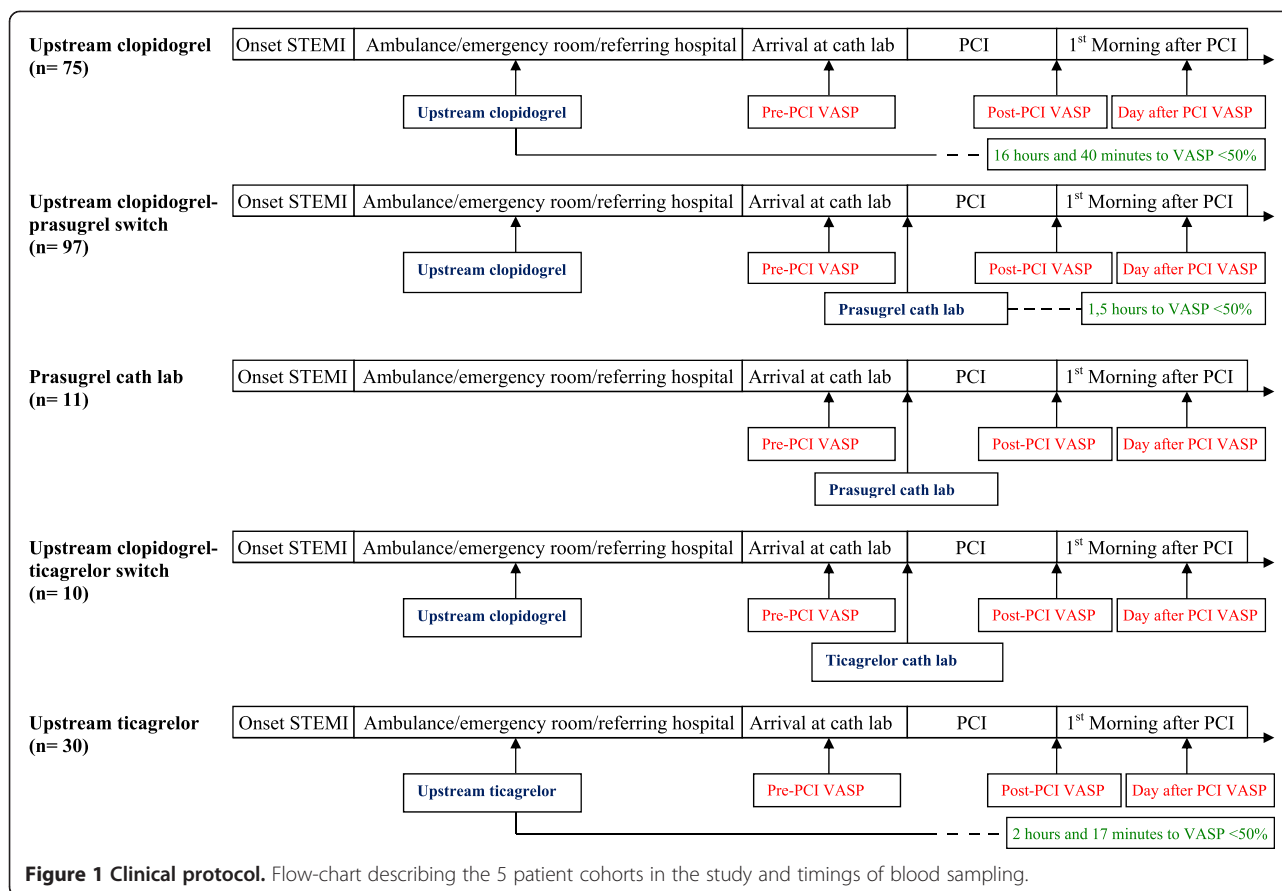 Upstream clopidogrel
(n= 75)
Onset STEMI
Ambulance/emergency room/referring hospital
Arrival at cath lab
PCI
1st Morning after PCI
Upstream clopidogrel
Pre-PCI VASP
Post-PCI VASP
Day after PCI VASP
16 hours and 40 minutes to VASP <50%
Upstream clopidogrel-
prasugrel switch
(n= 97)
Onset STEMI
Ambulance/emergency room/referring hospital
Arrival at cath lab
PCI
1st Morning after PCI
Upstream clopidogrel
Pre-PCI VASP
Post-PCI VASP
Day after PCI VASP
Prasugrel cath lab
1,5 hours to VASP <50%
Prasugrel cath lab
(n= 11)
Onset STEMI
Ambulance/emergency room/referring hospital
Arrival at cath lab
PCI
1st Morning after PCI
Pre-PCI VASP
Post-PCI VASP
Day after PCI VASP
Prasugrel cath lab
Upstream clopidogrel-
ticagrelor switch
(n= 10)
Onset STEMI
Ambulance/emergency room/referring hospital
Arrival at cath lab
PCI
1st Morning after PCI
Upstream clopidogrel
Pre-PCI VASP
Post-PCI VASP
Day after PCI VASP
Ticagrelor cath lab
Upstream ticagrelor
(n= 30)
Onset STEMI
Ambulance/emergency room/referring hospital
Arrival at cath lab
PCI
1st Morning after PCI
Upstream ticagrelor
Pre-PCI VASP
Post-PCI VASP
Day after PCI VASP
2 hours and 17 minutes to VASP <50%
Figure 1 Clinical protocol. Flow-chart describing the 5 patient cohorts in the study and timings of blood sampling.